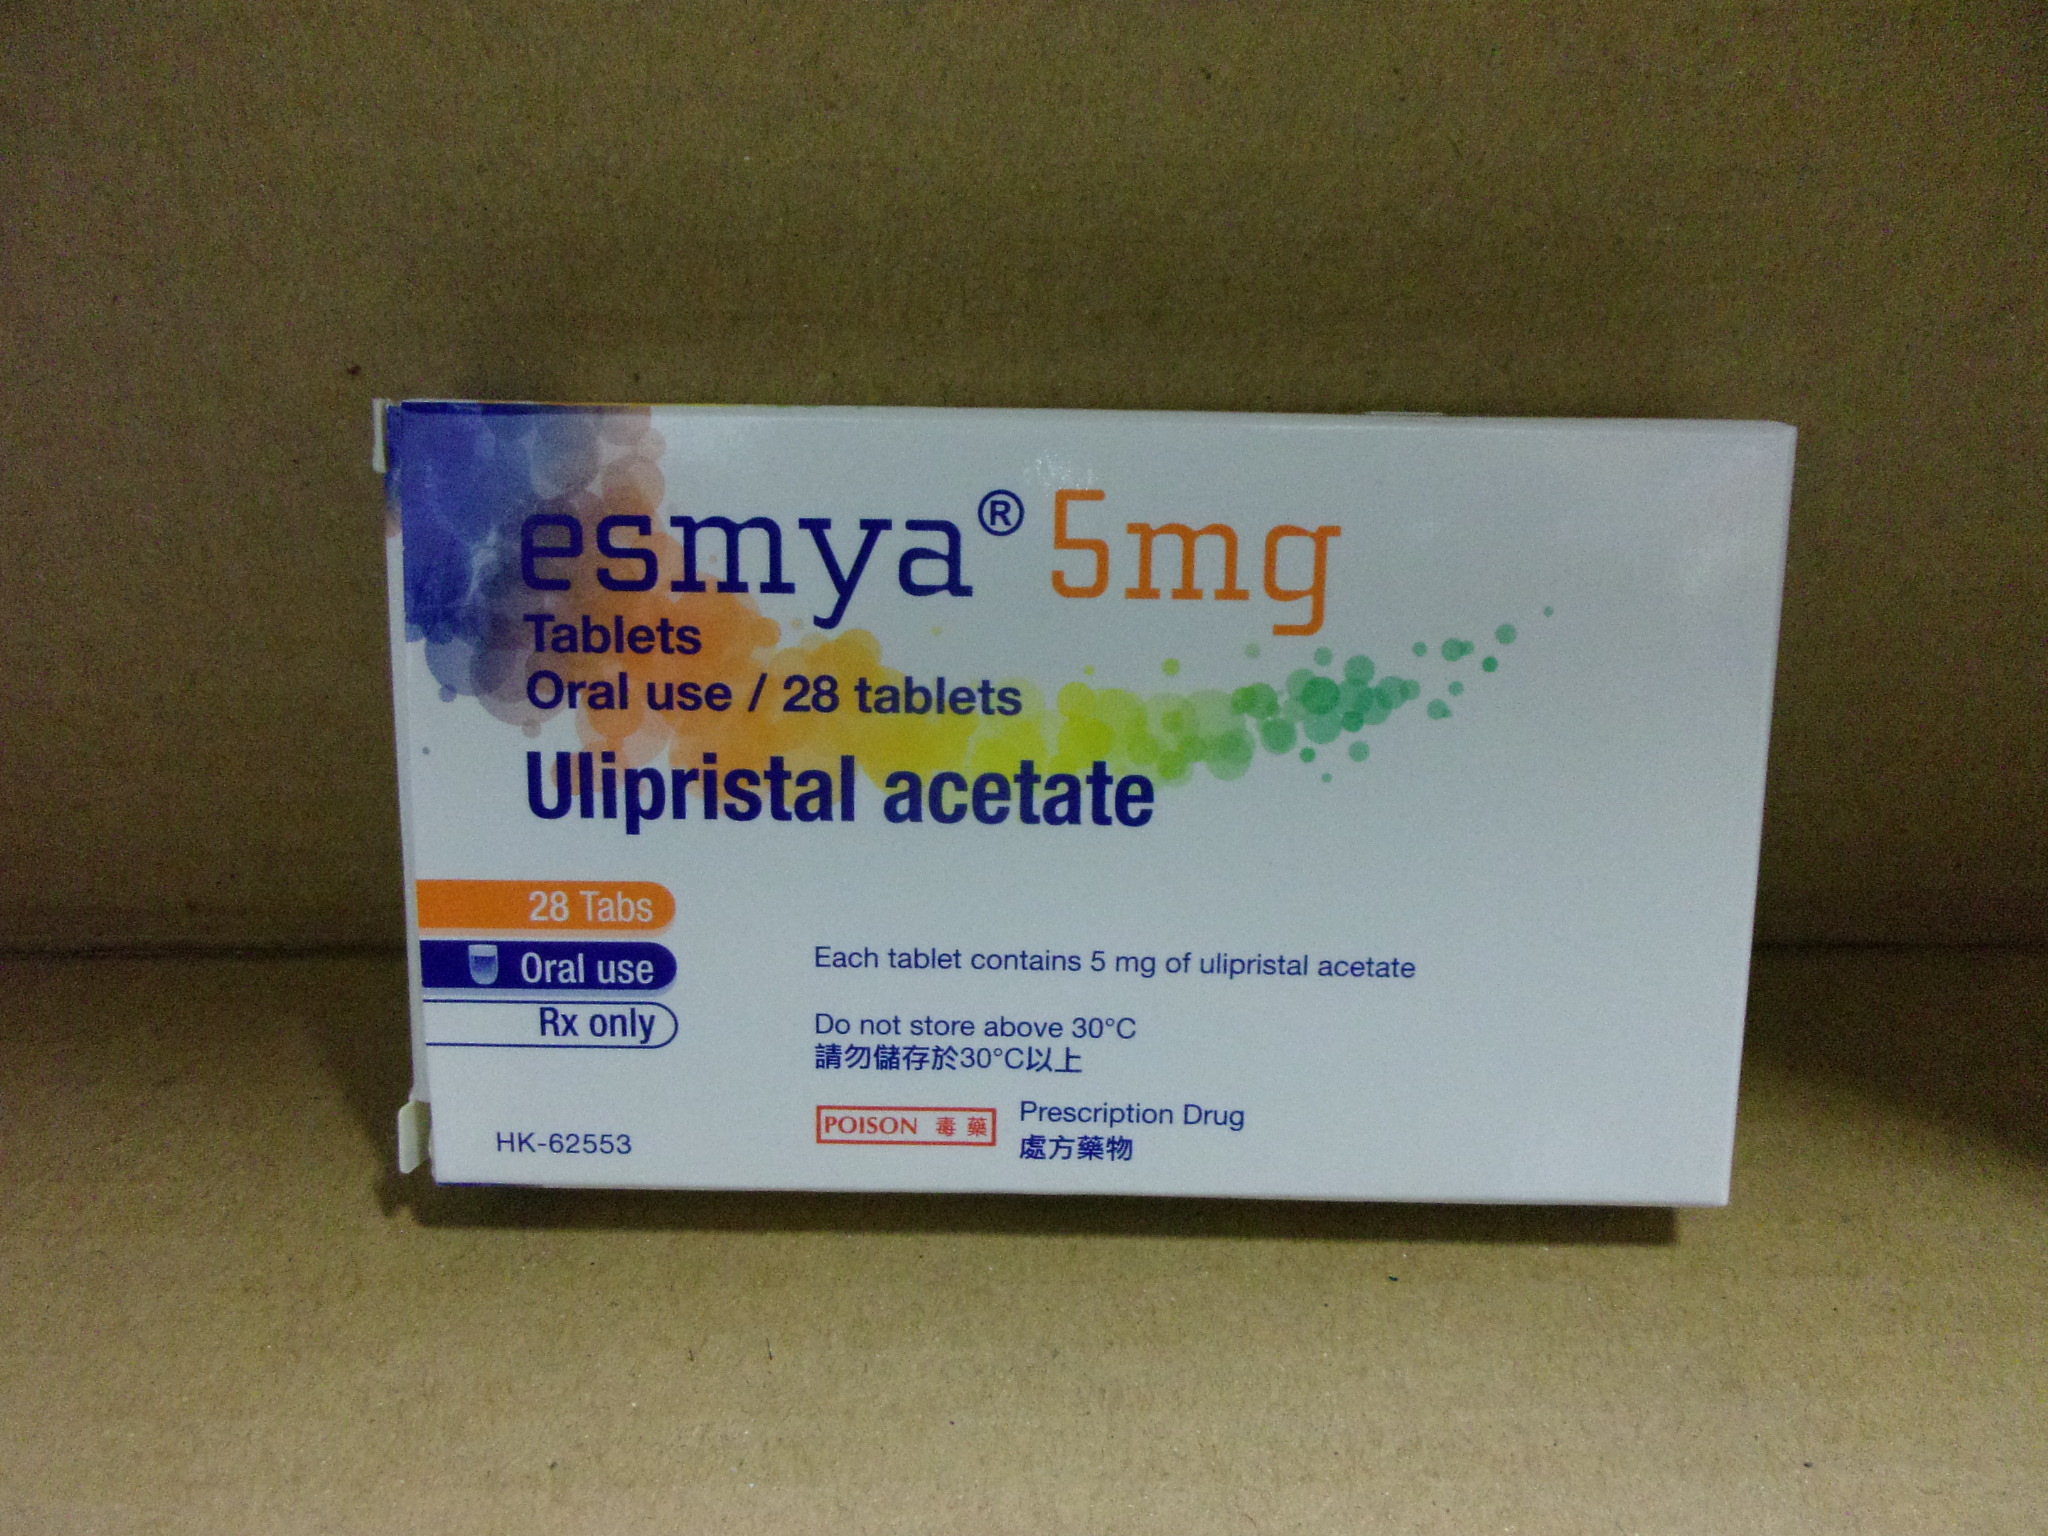 esmya® 5mg
Tablets
Oral use / 28 tablets
Ulipristal acetate
28 Tabs
Oral use
Rx only
Each tablet contains 5 mg of ulipristal acetate
Do not store above 30°C
請勿儲存於30°C以上
POISON 毒 藥
Prescription Drug
處方藥物
HK-62553